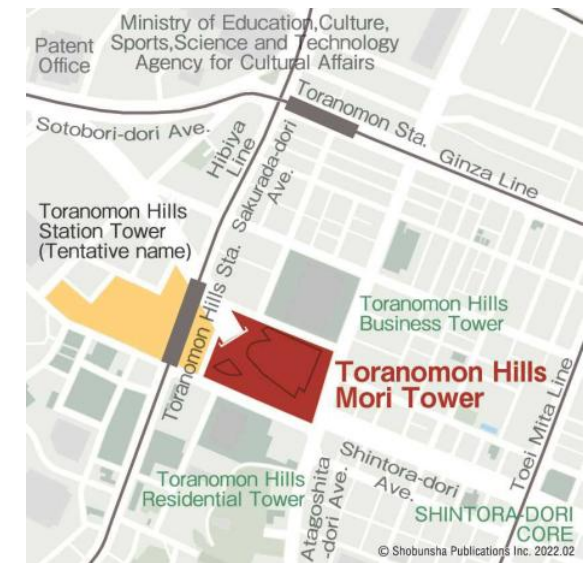 Ministry of Education,Culture,
Sports,Science and Technology
Agency for Cultural Affairs
Patent
Office
Toranomon Sta.
Ginza Line
Sotobori-dori Ave.
Hibiya
Line
Sakurada-dori
Ave.
Toranomon Hills
Station Tower
(Tentative name)
Toranomon Hills Sta.
Toranomon Hills
Business Tower
Toranomon Hills
Mori Tower
Toei Mita Line
Shintora-dori
Ave.
Toranomon Hills
Residential Tower
Atagoshita
-dori Ave.
SHINTORA-DORI
CORE
© Shobunsha Publications Inc. 2022.02